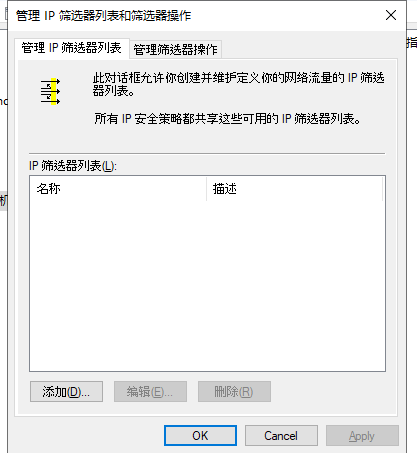 管理 IP 筛选器列表和筛选器操作
管理 IP 筛选器列表 管理筛选器操作
此对话框允许你创建并维护定义你的网络流量的 IP 筛选
器列表。
所有 IP 安全策略都共享这些可用的 IP 筛选器列表。
IP 筛选器列表(L):
名称 描述
添加(D)... 编辑(E)... 删除(R)
OK Cancel Apply
指
机